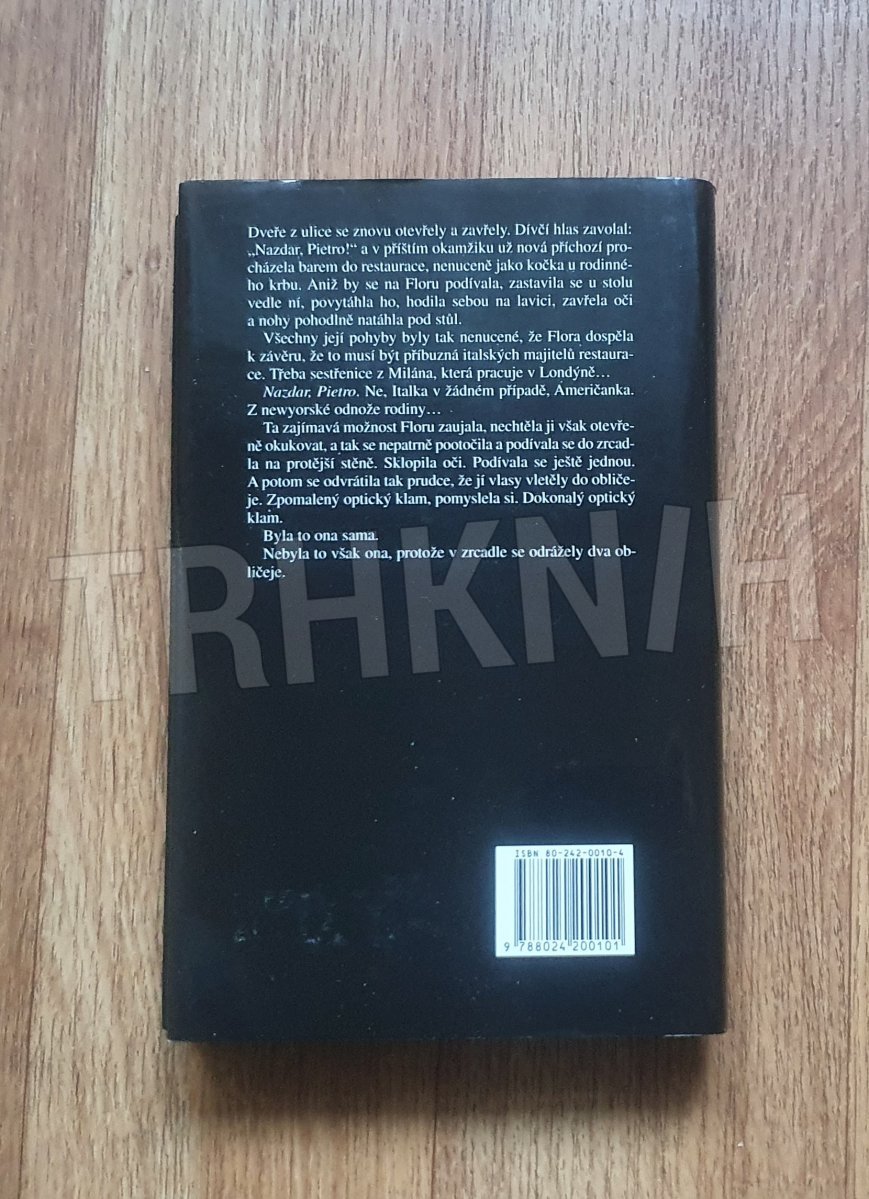 Dveře z ulice se znovu otevřely a zavřely. Dívčí hlas zavolal:
„Nazdar, Pietro!“ a v příštím okamžiku už nová příchozí pro-
cházela barem do restaurace, nenuceně jako kočka u rodinné-
ho krbu. Aniž by se na Floru podívala, zastavila se u stolu
vedle ní, povytáhla ho, hodila sebou na lavici, zavřela oči
a nohy pohodlně natáhla pod stůl.
Všechny její pohyby byly tak nenucené, že Flora dospěla
k závěru, že to musí být příbuzná italských majitelů restaura-
ce. Třeba sestřenice z Milána, která pracuje v Londýně…
Nazdar, Pietro. Ne, Italka v žádném případě, Američanka.
Z newyorské odnože rodiny…
Ta zajímavá možnost Floru zaujala, nechtěla ji však otevře-
ně okukovat, a tak se nepatrně pootočila a podívala se do zrcad-
la na protější stěně. Sklopila oči. Podívala se ještě jednou.
A potom se odvrátila tak prudce, že jí vlasy vletěly do obliče-
je. Zpomalený optický klam, pomyslela si. Dokonalý optický
klam.
Byla to ona sama.
Nebyla to však ona, protože v zrcadle se odrážely dva ob-
ličeje.
TRHKNIH
ISBN 80-242-0010-4
9 788024 200101